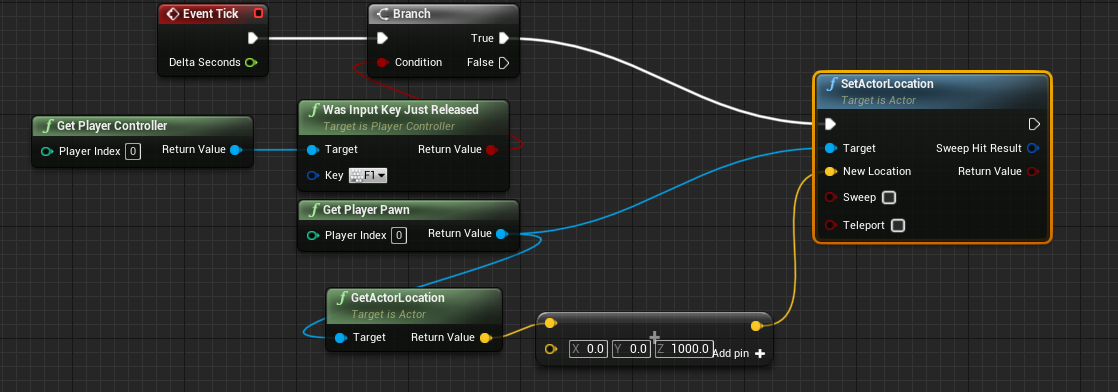 Event Tick
Delta Seconds
Branch
True
Condition
False
Get Player Controller
Player Index 0
Return Value
Was Input Key Just Released
Target is Player Controller
Target
Return Value
Key F1
Get Player Pawn
Player Index 0
Return Value
GetActorLocation
Target is Actor
Target
Return Value
X 0.0 Y 0.0 Z 1000.0 Add pin
SetActorLocation
Target is Actor
Target
Sweep Hit Result
New Location
Return Value
Sweep
Teleport